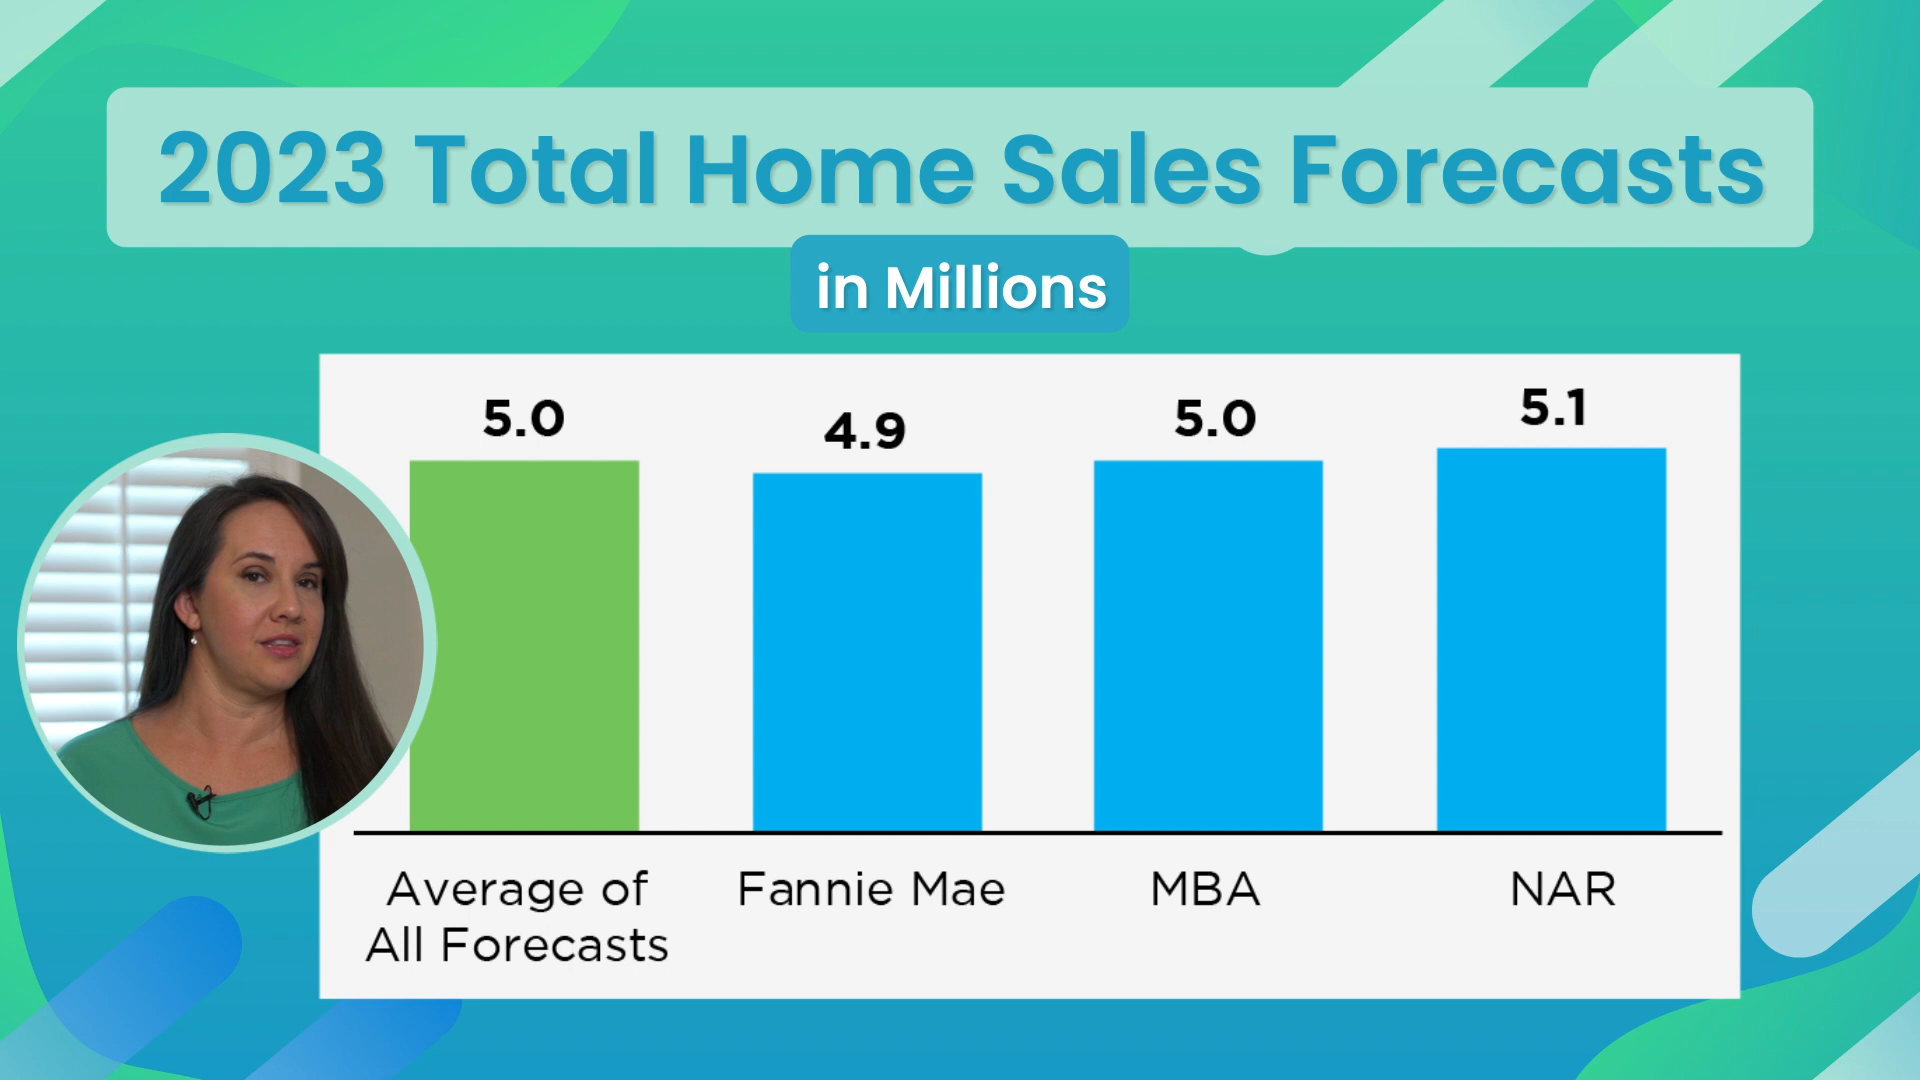 2023 Total Home Sales Forecasts
in Millions
5.0
4.9
5.0
5.1
Average of
All Forecasts
Fannie Mae
MBA
NAR